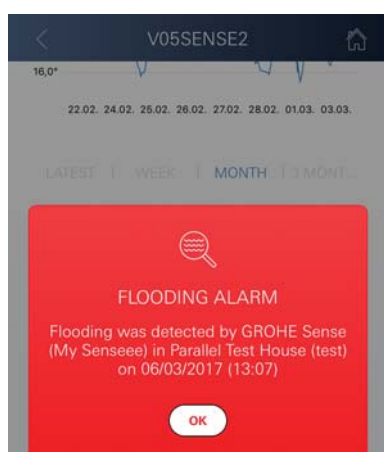 V05SENSE2
16,0°
22.02. 24.02. 25.02. 26.02. 27.02. 28.02. 01.03. 03.03.
LATEST | WEEK | MONTH | 3 MONT...
FLOODING ALARM
Flooding was detected by GROHE Sense
(My Senseee) in Parallel Test House (test)
on 06/03/2017 (13:07)
OK